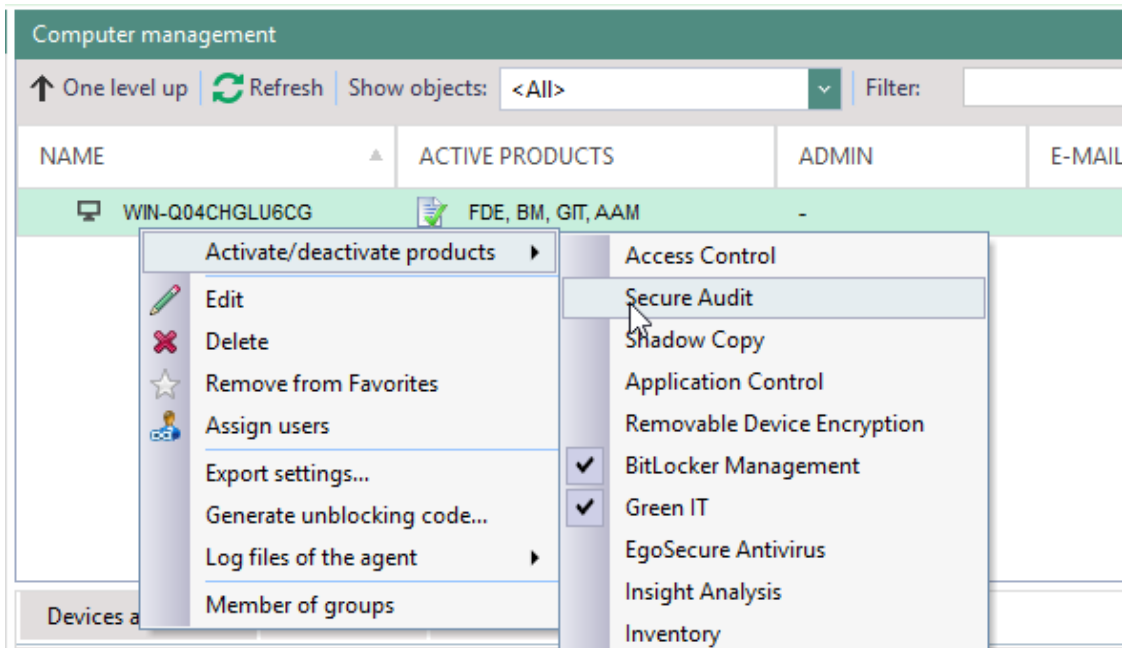 Computer management
One level up Refresh Show objects: <All> Filter:
NAME ACTIVE PRODUCTS ADMIN E-MAIL
WIN-Q04CHGLU6CG FDE, BM, GIT, AAM -
Activate/deactivate products
Edit
Delete
Remove from Favorites
Assign users
Export settings...
Generate unblocking code...
Log files of the agent
Member of groups
Access Control
Secure Audit
Shadow Copy
Application Control
Removable Device Encryption
BitLocker Management
Green IT
EgoSecure Antivirus
Insight Analysis
Inventory
Devices a